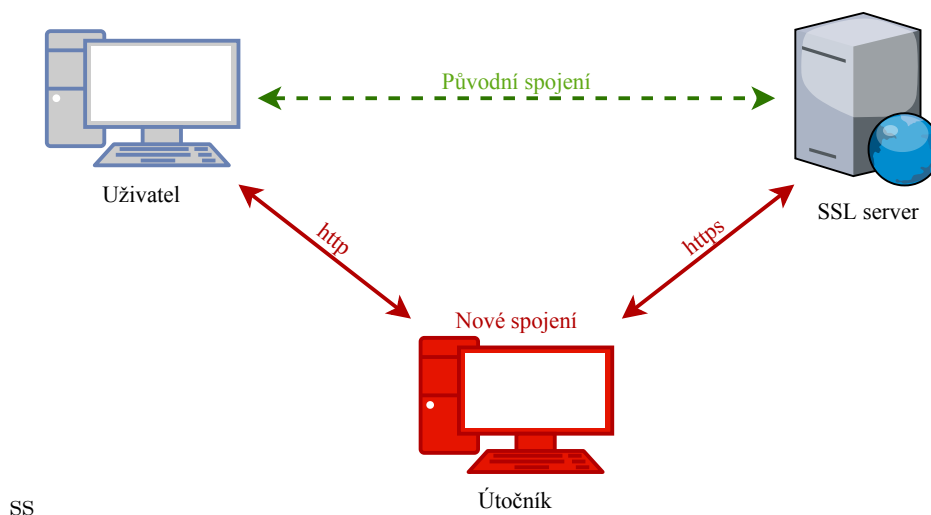 Původní spojení
Uživatel
SSL server
http
https
Nové spojení
Útočník
SS